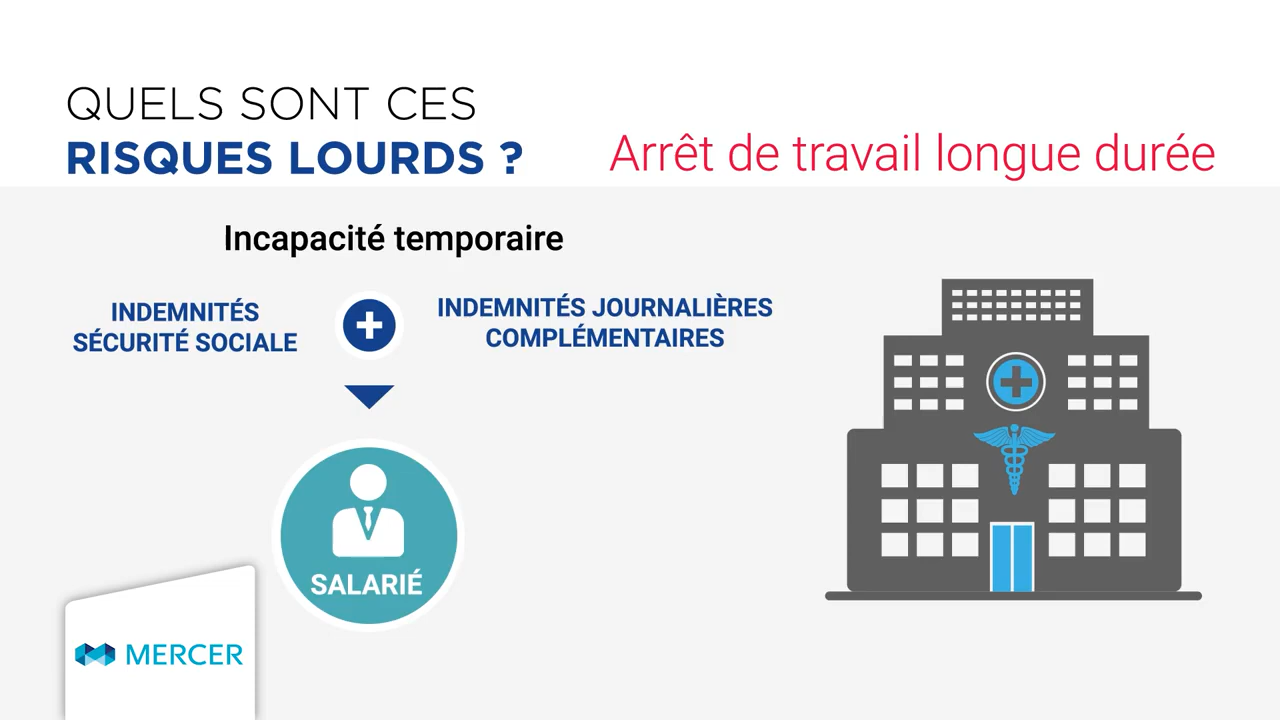 QUELS SONT CES
RISQUES LOURDS ?
Arrêt de travail longue durée
Incapacité temporaire
INDEMNITÉS
SÉCURITÉ SOCIALE
INDEMNITÉS JOURNALIÈRES
COMPLÉMENTAIRES
SALARIÉ
MERCER